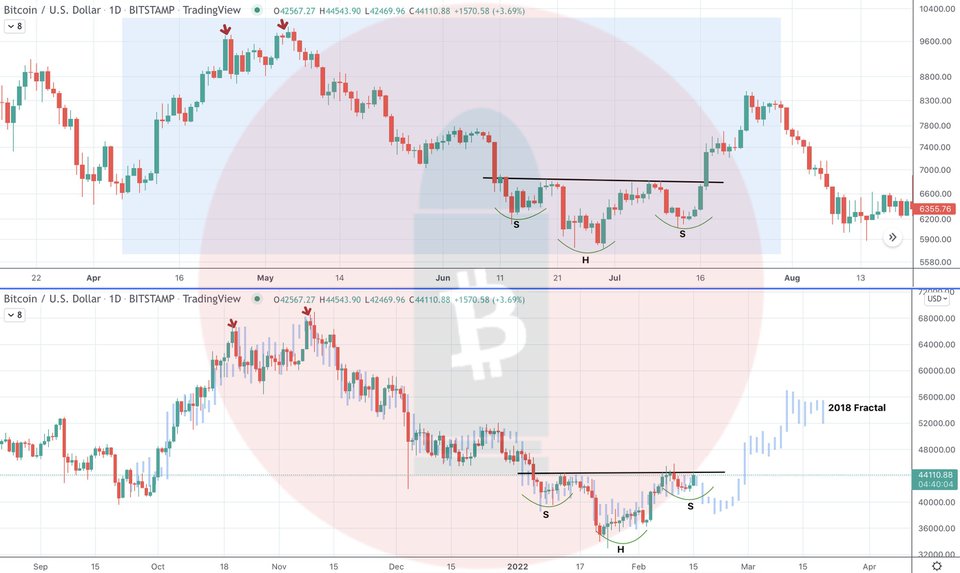 Bitcoin / U.S. Dollar · 1D · BITSTAMP · TradingView O42567.27 H44543.90 L42469.96 C44110.88 +1570.58 (+3.69%)
8
10400.00
9600.00
8800.00
8300.00
7800.00
7400.00
7000.00
6600.00
6355.76
6200.00
5900.00
5580.00
S
H
S
22 Apr 16 May 14 Jun 11 21 Jul 16 Aug 13
Bitcoin / U.S. Dollar · 1D · BITSTAMP · TradingView O42567.27 H44543.90 L42469.96 C44110.88 +1570.58 (+3.69%)
8
72000.00
USD
68000.00
64000.00
60000.00
56000.00
2018 Fractal
52000.00
48000.00
44110.88
04:40:04
40000.00
36000.00
32000.00
S
H
S
Sep 15 Oct 15 Nov 15 Dec 15 2022 17 Feb 15 Mar 15 Apr